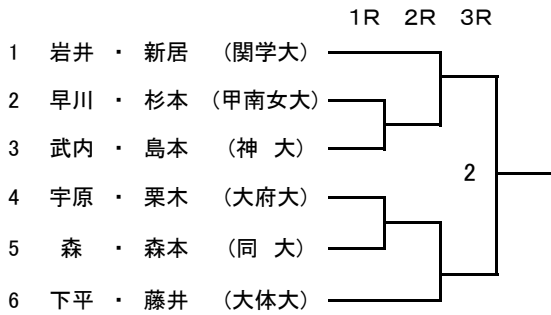 1R 2R 3R
1 岩井 ・ 新居 (関学大)
2 早川 ・ 杉本 (甲南女大)
3 武内 ・ 島本 (神 大)
2
4 宇原 ・ 栗木 (大府大)
5 森 ・ 森本 (同 大)
6 下平 ・ 藤井 (大体大)